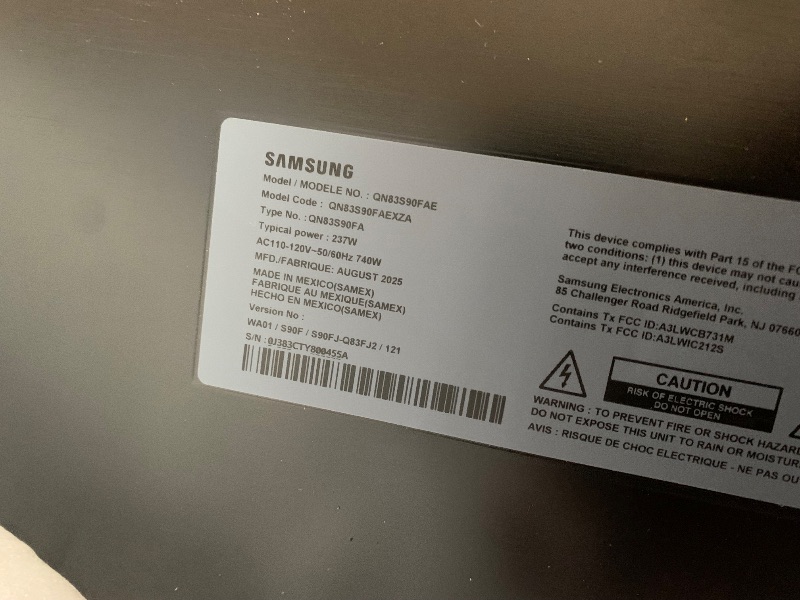 SAMSUNG
Model / MODELE NO. : QN83S90FAE
Model Code : QN83S90FAEXZA
Type No. : QN83S90FA
Typical power : 237W
AC110-120V~50/60Hz 740W
MFD./FABRIQUE: AUGUST 2025
MADE IN MEXICO(SAMEX)
FABRIQUE AU MEXIQUE(SAMEX)
HECHO EN MEXICO(SAMEX)
Version No :
WA01 / S90F / S90FJ-Q83FJ2 / 121
S/N : 0J383CTY800455A
This device complies with Part 15 of the FC
two conditions: (1) this device may not cau
accept any interference received, including
Samsung Electronics America, Inc.
85 Challenger Road Ridgefield Park, NJ 07660
Contains Tx FCC ID:A3LWCB731M
Contains Tx FCC ID:A3LWIC212S
CAUTION
RISK OF ELECTRIC SHOCK
DO NOT OPEN
WARNING : TO PREVENT FIRE OR SHOCK HAZARD
DO NOT EXPOSE THIS UNIT TO RAIN OR MOISTUR
AVIS : RISQUE DE CHOC ELECTRIQUE - NE PAS OU